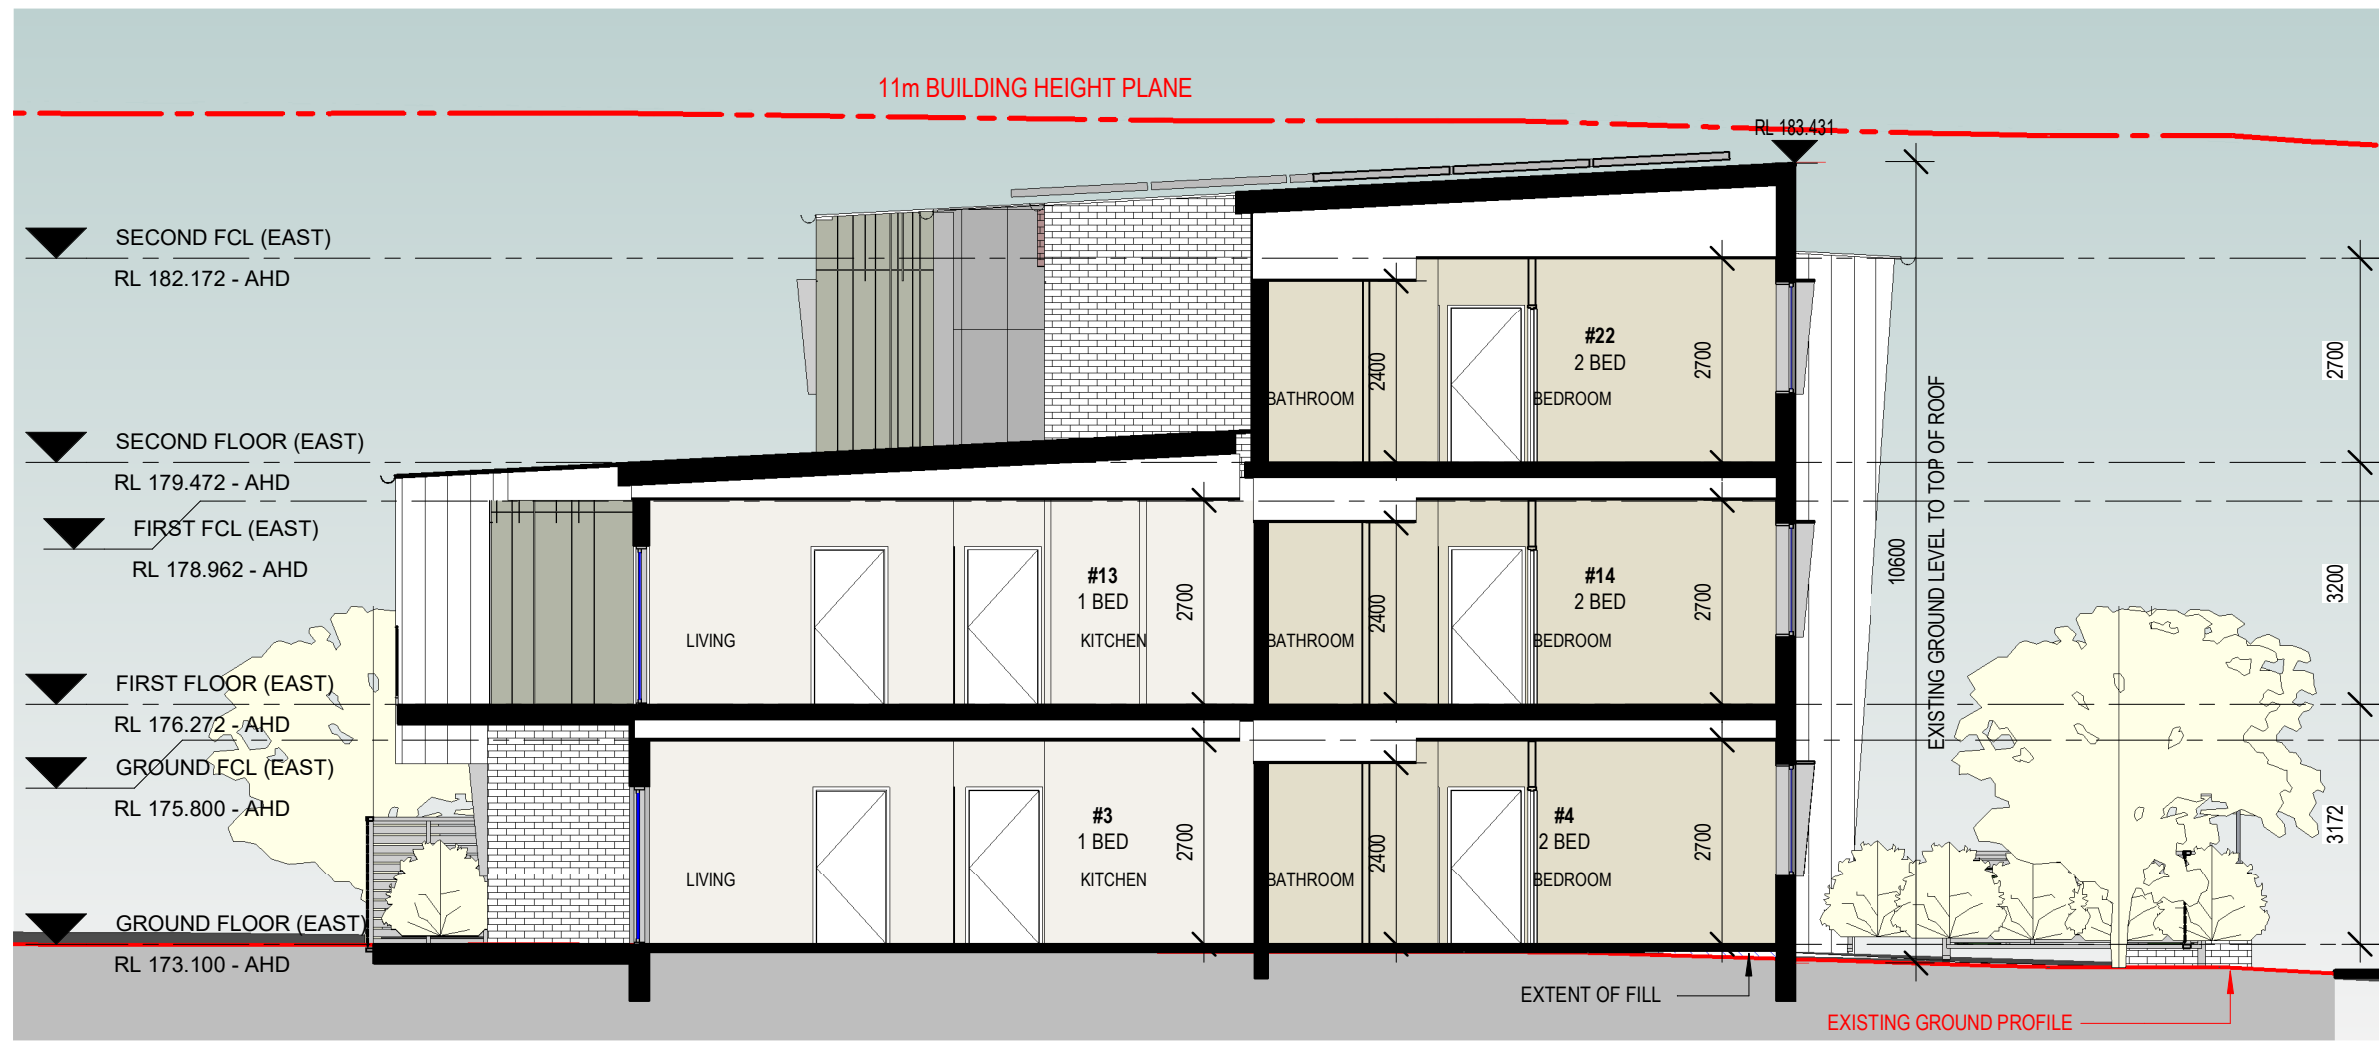 11m BUILDING HEIGHT PLANE
RL 183.431
SECOND FCL (EAST)
RL 182.172 - AHD
SECOND FLOOR (EAST)
RL 179.472 - AHD
FIRST FCL (EAST)
RL 178.962 - AHD
FIRST FLOOR (EAST)
RL 176.272 - AHD
GROUND FCL (EAST)
RL 175.800 - AHD
GROUND FLOOR (EAST)
RL 173.100 - AHD
#22
2 BED
BATHROOM
2400
BEDROOM
2700
#13
1 BED
LIVING
KITCHEN
2700
#14
2 BED
BATHROOM
2400
BEDROOM
2700
#3
1 BED
LIVING
KITCHEN
2700
#4
2 BED
BATHROOM
2400
BEDROOM
2700
10600
EXISTING GROUND LEVEL TO TOP OF ROOF
2700
3200
3172
EXTENT OF FILL
EXISTING GROUND PROFILE